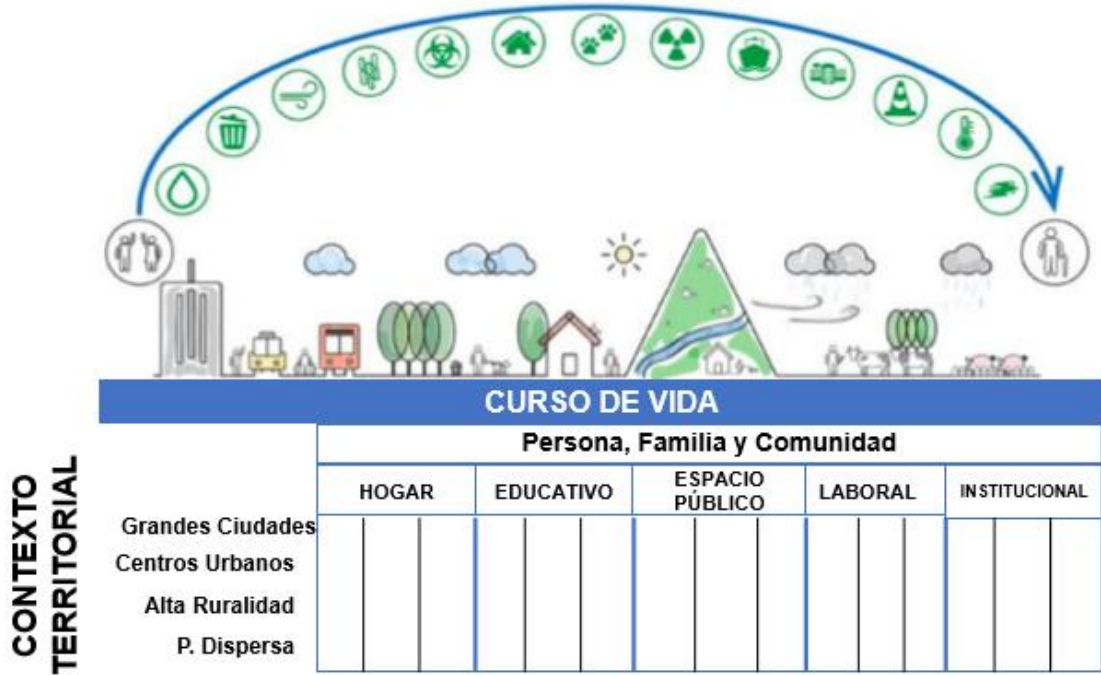 CURSO DE VIDA
Persona, Familia y Comunidad
HOGAR
EDUCATIVO
ESPACIO
PÚBLICO
LABORAL
INSTITUCIONAL
CONTEXTO
TERRITORIAL
Grandes Ciudades
Centros Urbanos
Alta Ruralidad
P. Dispersa